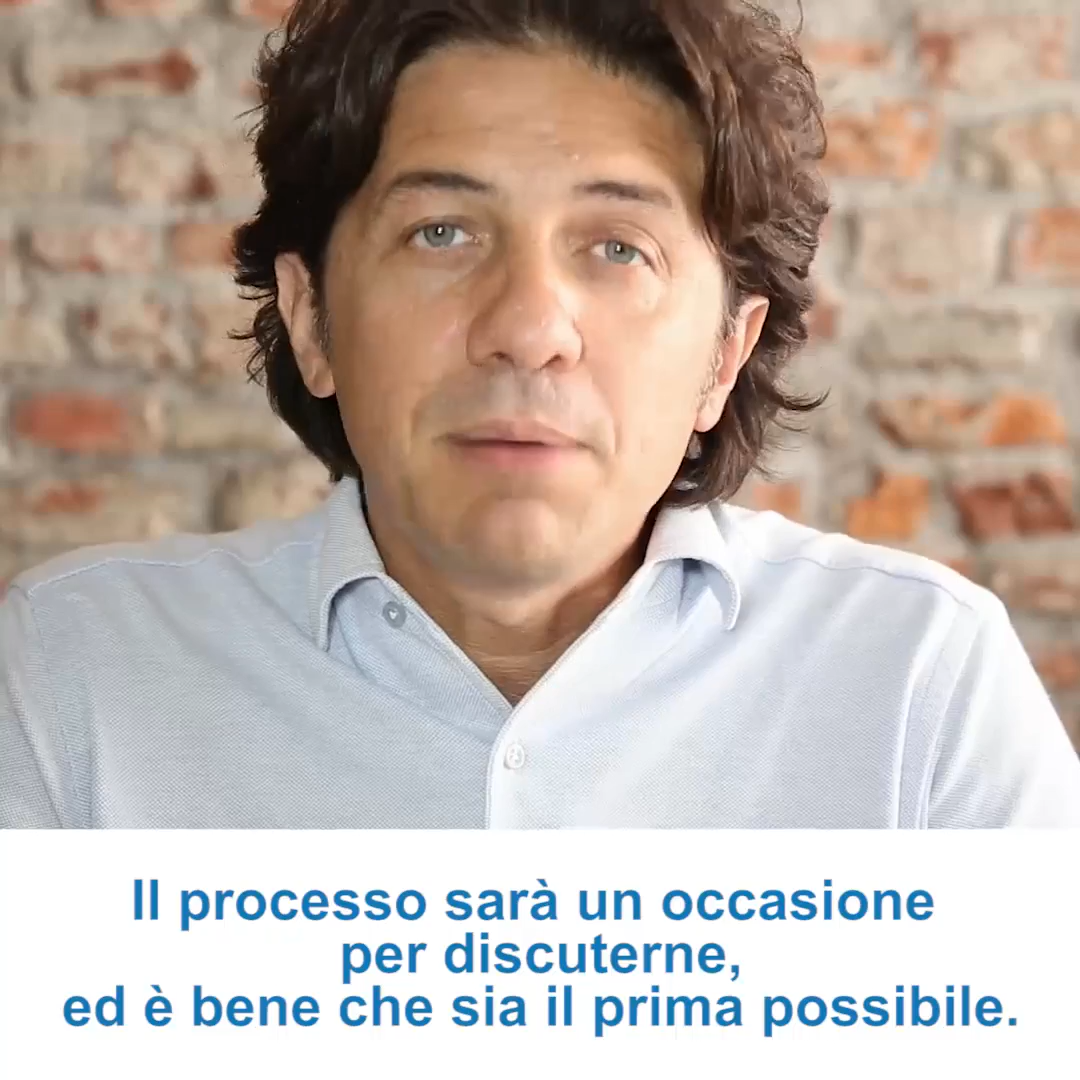 Il processo sarà un occasione
per discuterne,
ed è bene che sia il prima possibile.